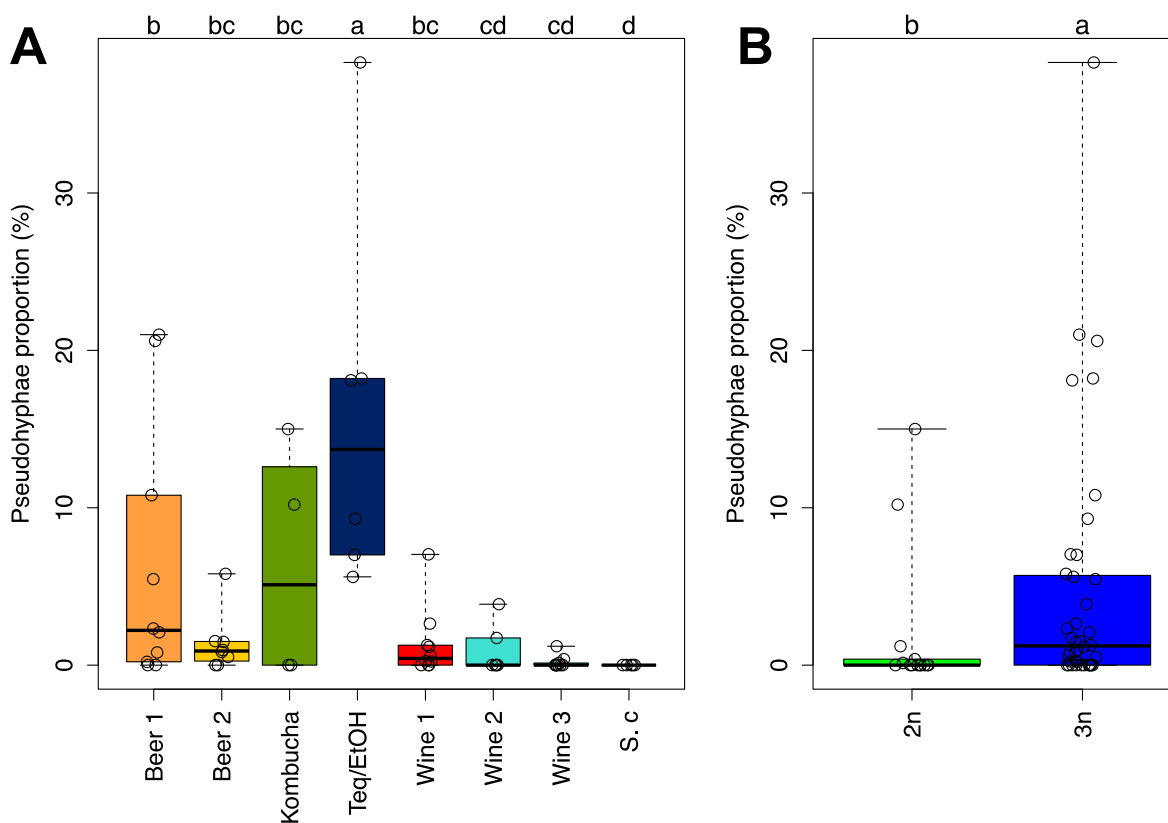 A
b bc bc a bc cd cd d
Pseudohyphae proportion (%)
30
20
10
0
Beer 1
Beer 2
Kombucha
Teq/EtOH
Wine 1
Wine 2
Wine 3
S. c
B
b a
Pseudohyphae proportion (%)
30
20
10
0
2n
3n